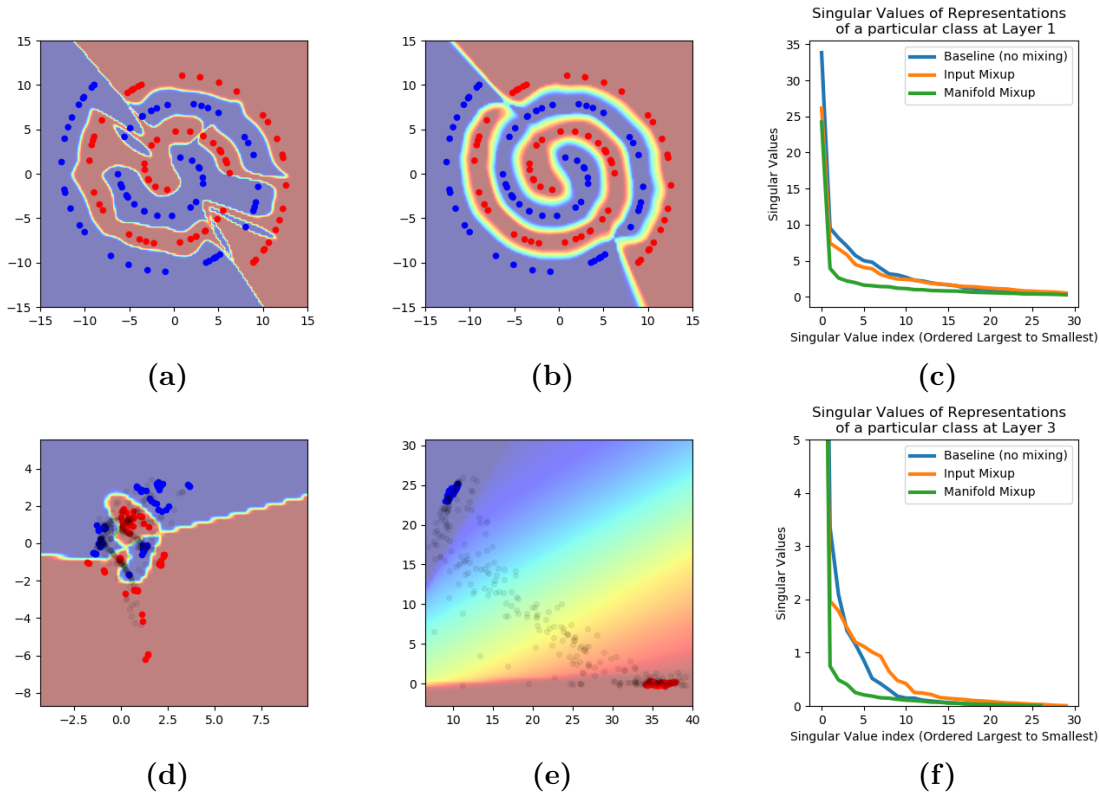 15
10
5
0
−5
−10
−15
−15 −10 −5 0 5 10 15
(a)
15
10
5
0
−5
−10
−15
−15 −10 −5 0 5 10 15
(b)
Singular Values of Representations
of a particular class at Layer 1
Baseline (no mixing)
Input Mixup
Manifold Mixup
Singular Values
35
30
25
20
15
10
5
0
0 5 10 15 20 25 30
Singular Value index (Ordered Largest to Smallest)
(c)
4
2
0
−2
−4
−6
−8
−2.5 0.0 2.5 5.0 7.5
(d)
30
25
20
15
10
5
0
10 15 20 25 30 35 40
(e)
Singular Values of Representations
of a particular class at Layer 3
Baseline (no mixing)
Input Mixup
Manifold Mixup
Singular Values
5
4
3
2
1
0
0 5 10 15 20 25 30
Singular Value index (Ordered Largest to Smallest)
(f)